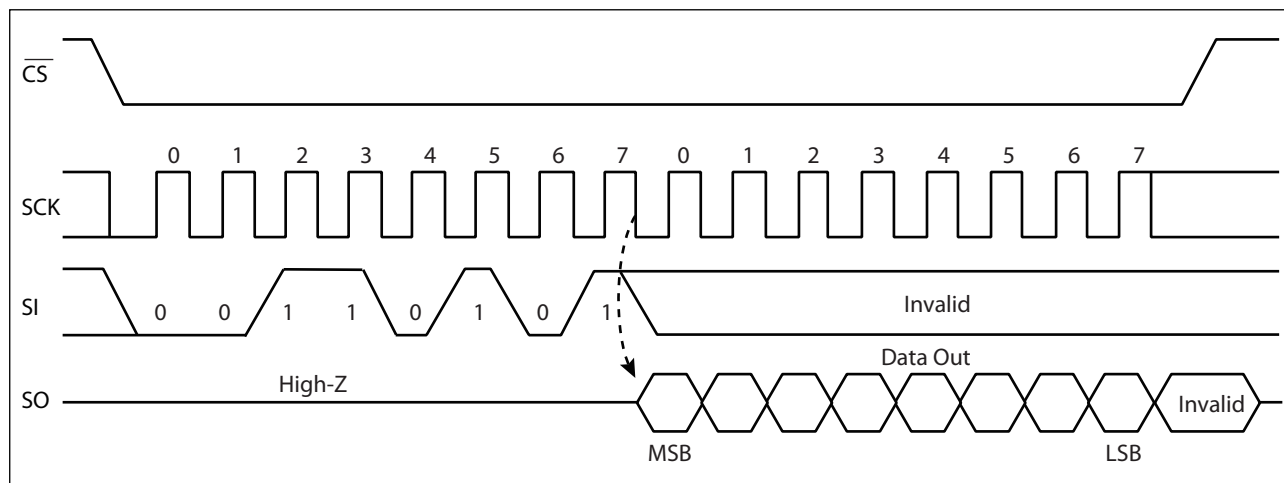 C̅S̅
0 1 2 3 4 5 6 7 0 1 2 3 4 5 6 7
SCK
SI 0 0 1 1 0 1 0 1 Invalid
Data Out
High-Z
SO Invalid
MSB LSB